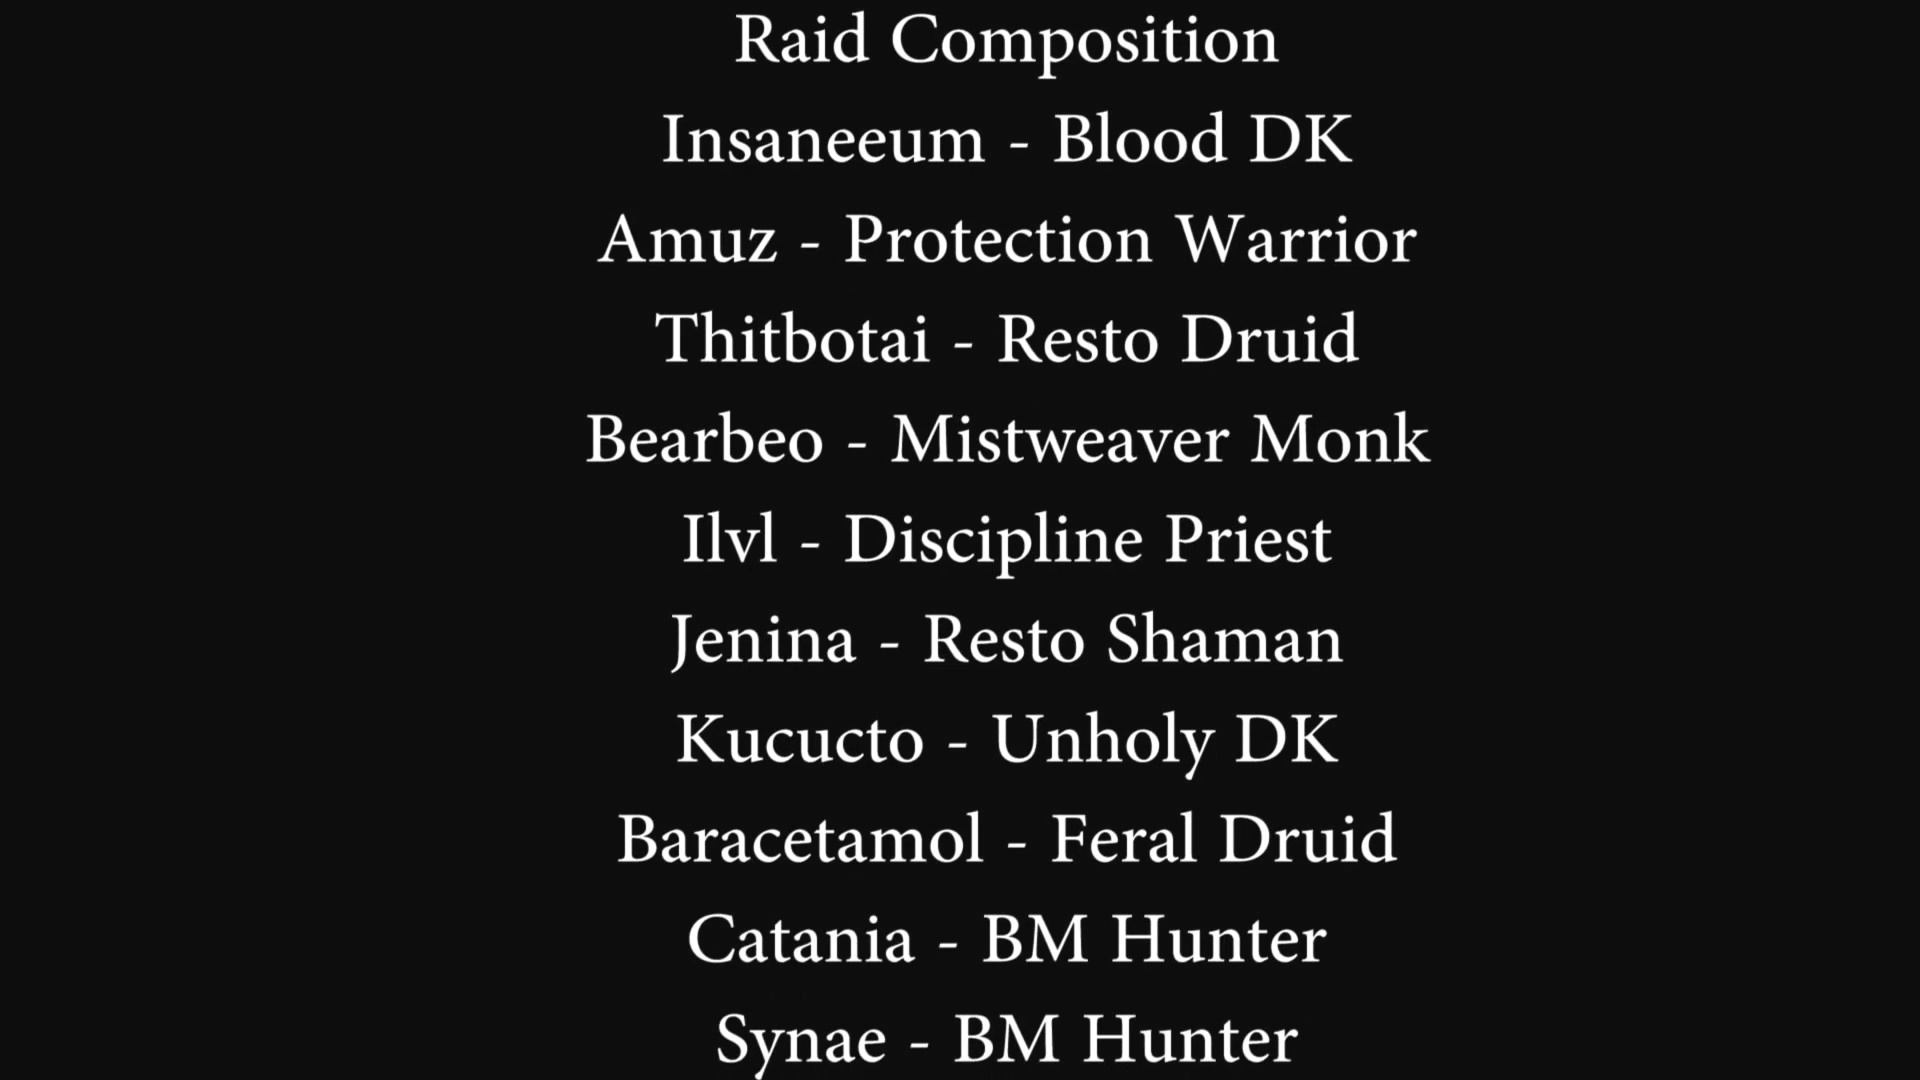 Raid Composition
Insaneeum - Blood DK
Amuz - Protection Warrior
Thitbotai - Resto Druid
Bearbeo - Mistweaver Monk
Ilvl - Discipline Priest
Jenina - Resto Shaman
Kucucto - Unholy DK
Baracetamol - Feral Druid
Catania - BM Hunter
Synae - BM Hunter